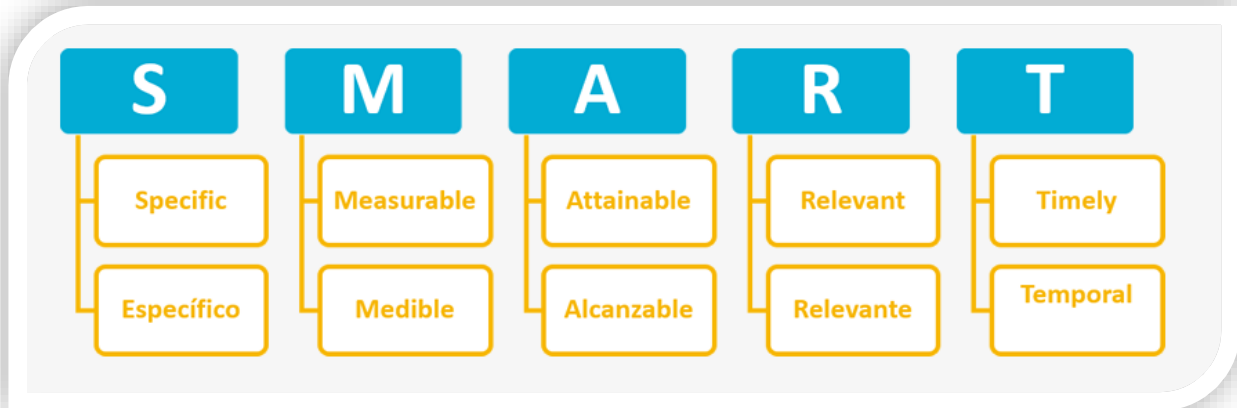 S M A R T
Specific Measurable Attainable Relevant Timely
Específico Medible Alcanzable Relevante Temporal